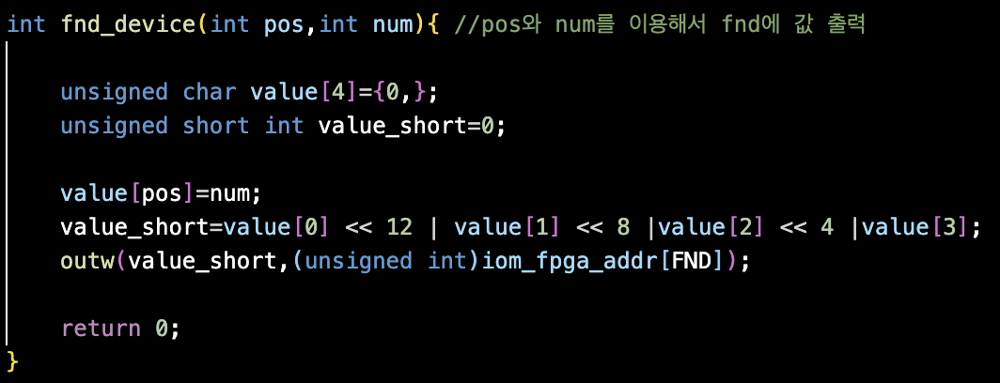 int fnd_device(int pos,int num){ //pos와 num를 이용해서 fnd에 값 출력
unsigned char value[4]={0,};
unsigned short int value_short=0;
value[pos]=num;
value_short=value[0] << 12 | value[1] << 8 |value[2] << 4 |value[3];
outw(value_short,(unsigned int)iom_fpga_addr[FND]);
return 0;
}